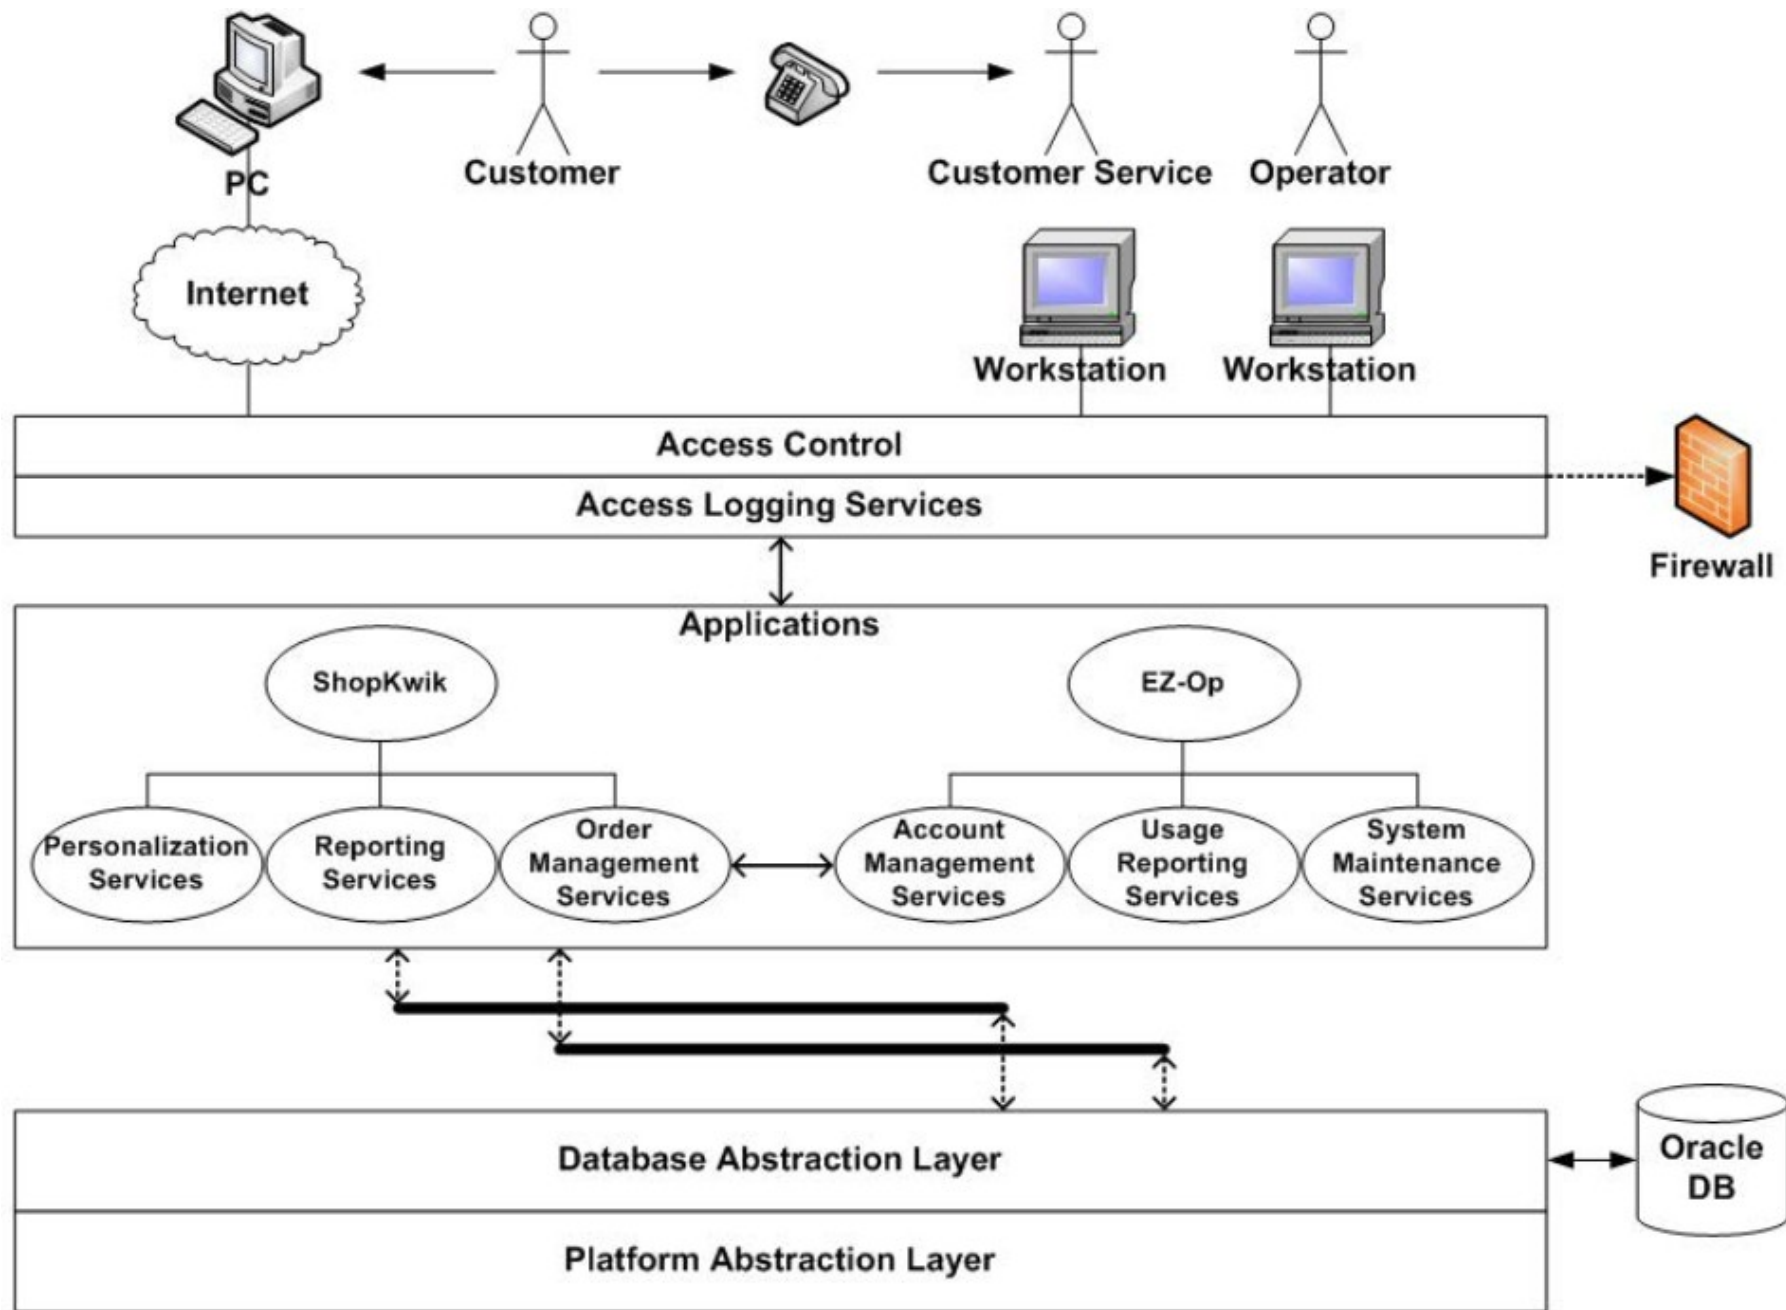 PC
Customer
Customer Service
Operator
Internet
Workstation
Workstation
Access Control
Access Logging Services
Firewall
Applications
ShopKwik
EZ-Op
Personalization
Services
Reporting
Services
Order
Management
Services
Account
Management
Services
Usage
Reporting
Services
System
Maintenance
Services
Database Abstraction Layer
Oracle
DB
Platform Abstraction Layer